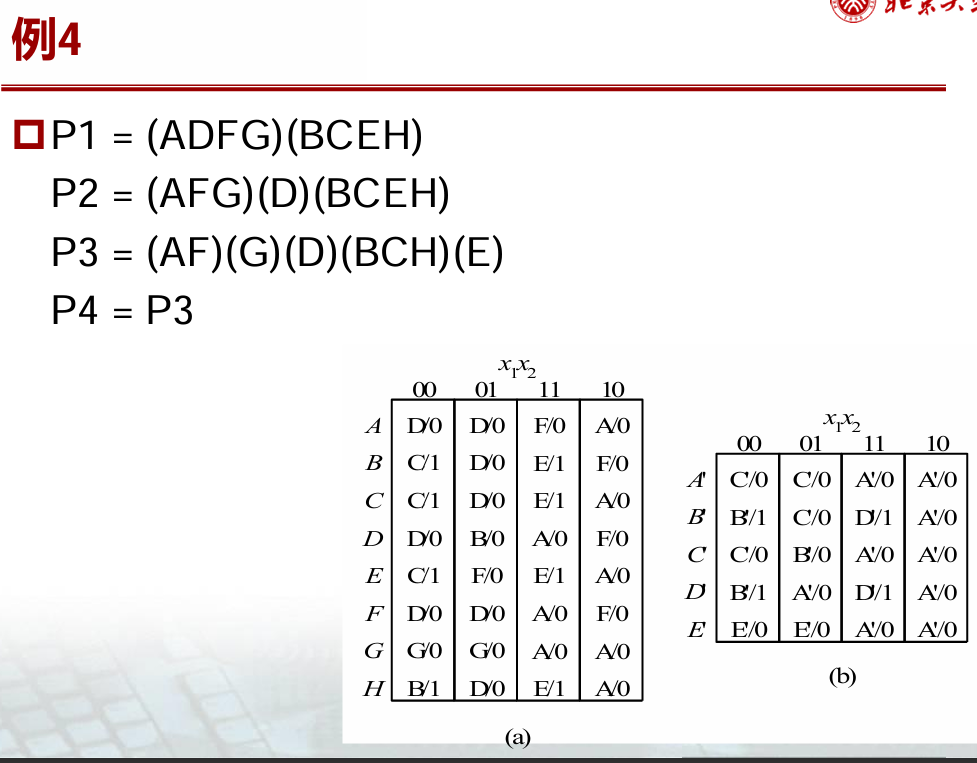 例4
P1 = (ADFG)(BCEH)
P2 = (AFG)(D)(BCEH)
P3 = (AF)(G)(D)(BCH)(E)
P4 = P3
x1x2
00 01 11 10
A D/0 D/0 F/0 A/0
B C/1 D/0 E/1 F/0
C C/1 D/0 E/1 A/0
D D/0 B/0 A/0 F/0
E C/1 F/0 E/1 A/0
F D/0 D/0 A/0 F/0
G G/0 G/0 A/0 A/0
H B/1 D/0 E/1 A/0
(a)
x1x2
00 01 11 10
A' C'/0 C'/0 A'/0 A'/0
B' B'/1 C'/0 D'/1 A'/0
C' C'/0 B'/0 A'/0 A'/0
D' B'/1 A'/0 D'/1 A'/0
E' E'/0 E'/0 A'/0 A'/0
(b)